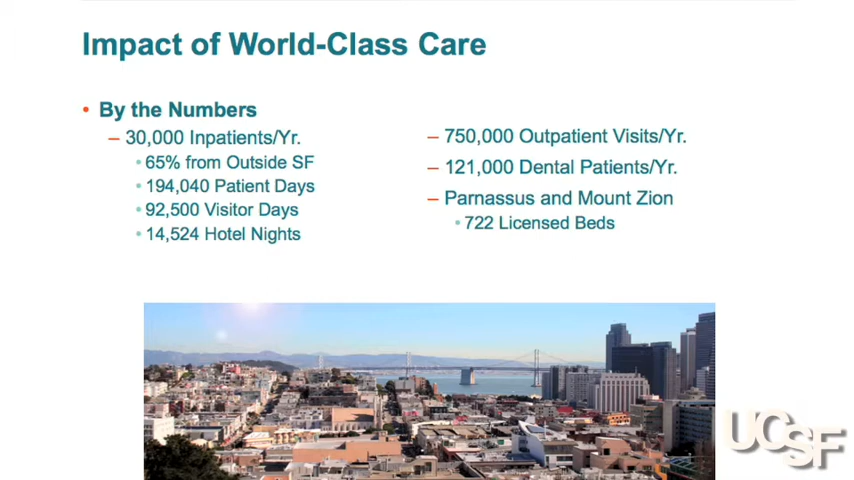 Impact of World-Class Care
• By the Numbers
– 30,000 Inpatients/Yr.
• 65% from Outside SF
• 194,040 Patient Days
• 92,500 Visitor Days
• 14,524 Hotel Nights
– 750,000 Outpatient Visits/Yr.
– 121,000 Dental Patients/Yr.
– Parnassus and Mount Zion
• 722 Licensed Beds
UCSF